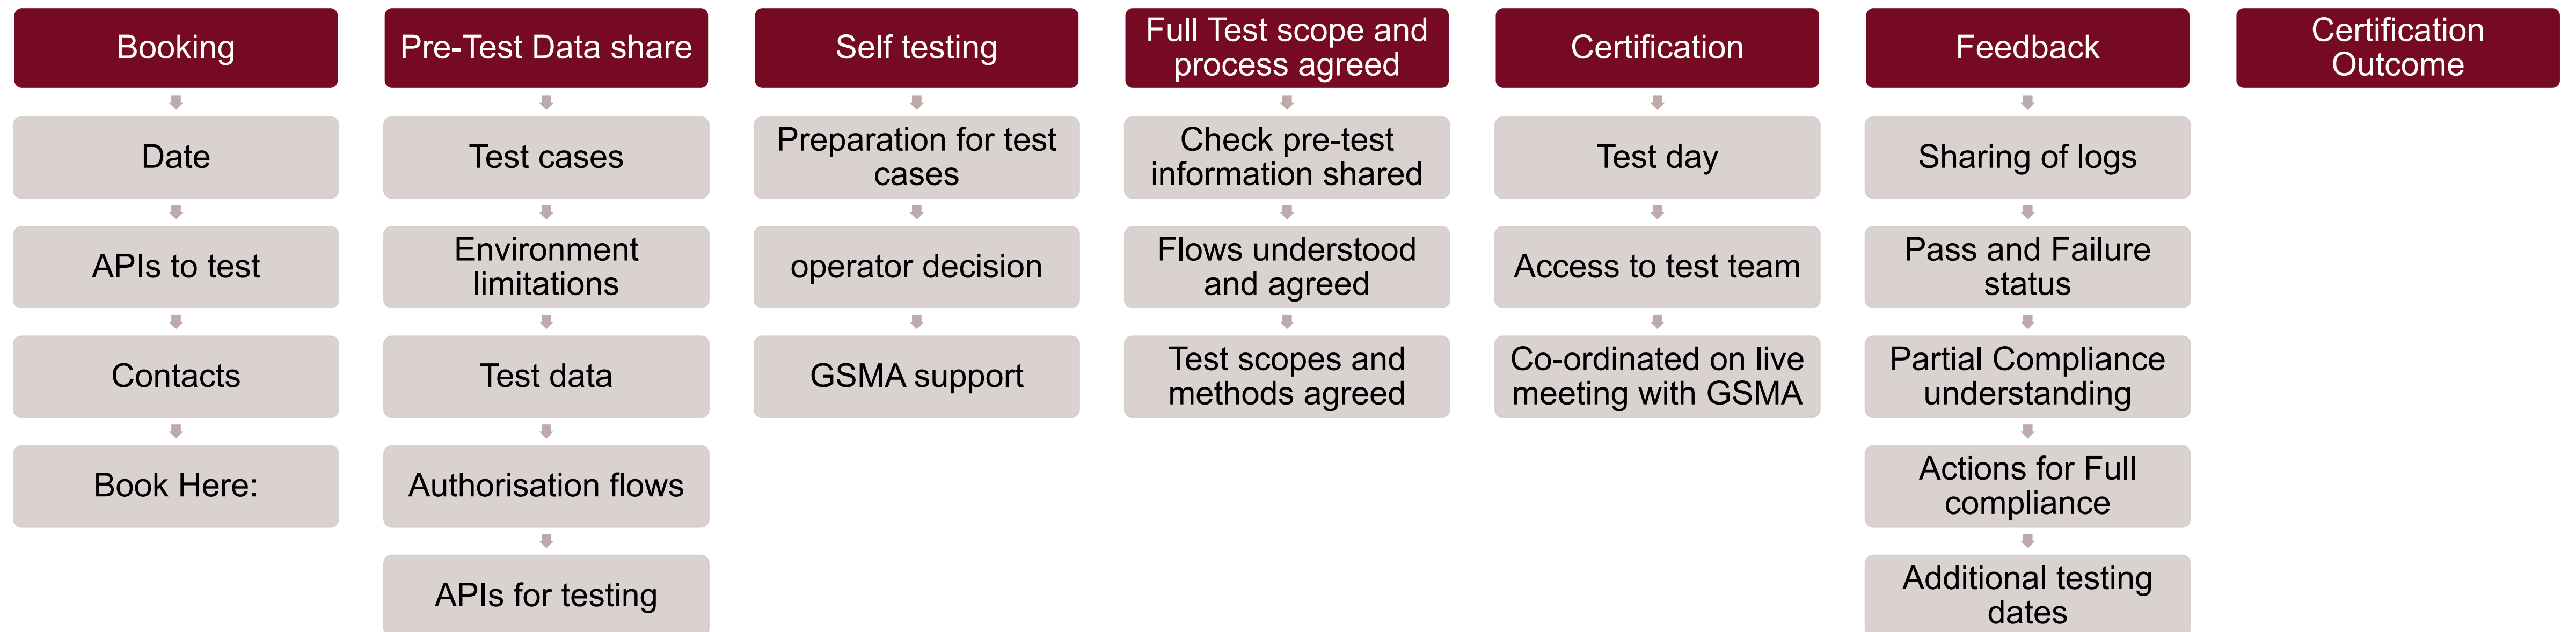 Booking
Date
APIs to test
Contacts
Book Here:
Pre-Test Data share
Test cases
Environment
limitations
Test data
Authorisation flows
APIs for testing
Self testing
Preparation for test
cases
operator decision
GSMA support
Full Test scope and
process agreed
Check pre-test
information shared
Flows understood
and agreed
Test scopes and
methods agreed
Certification
Test day
Access to test team
Co-ordinated on live
meeting with GSMA
Feedback
Sharing of logs
Pass and Failure
status
Partial Compliance
understanding
Actions for Full
compliance
Additional testing
dates
Certification
Outcome